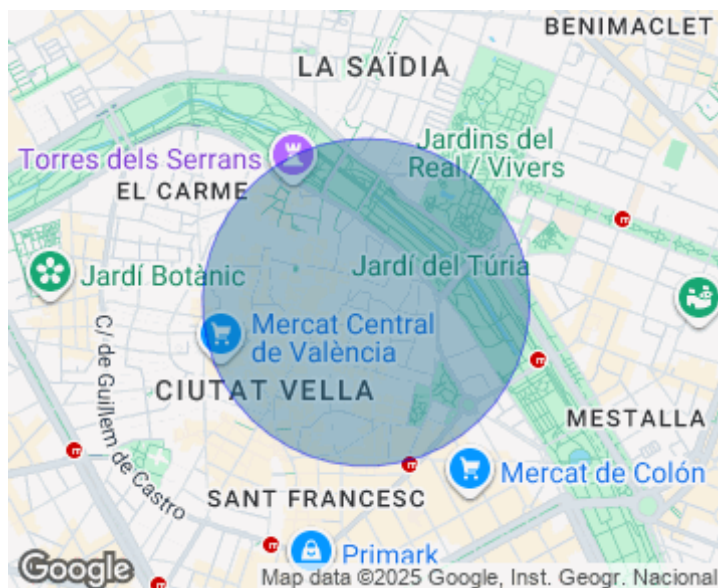 BENIMACLET
LA SAÏDIA
Torres dels Serrans
Jardins del
Real / Vivers
EL CARME
Jardí Botànic
Jardí del Túria
Mercat Central
de València
C/ de Guillem de Castro
CIUTAT VELLA
MESTALLA
Mercat de Colón
SANT FRANCESC
Primark
Google
Map data ©2025 Google, Inst. Geogr. Nacional